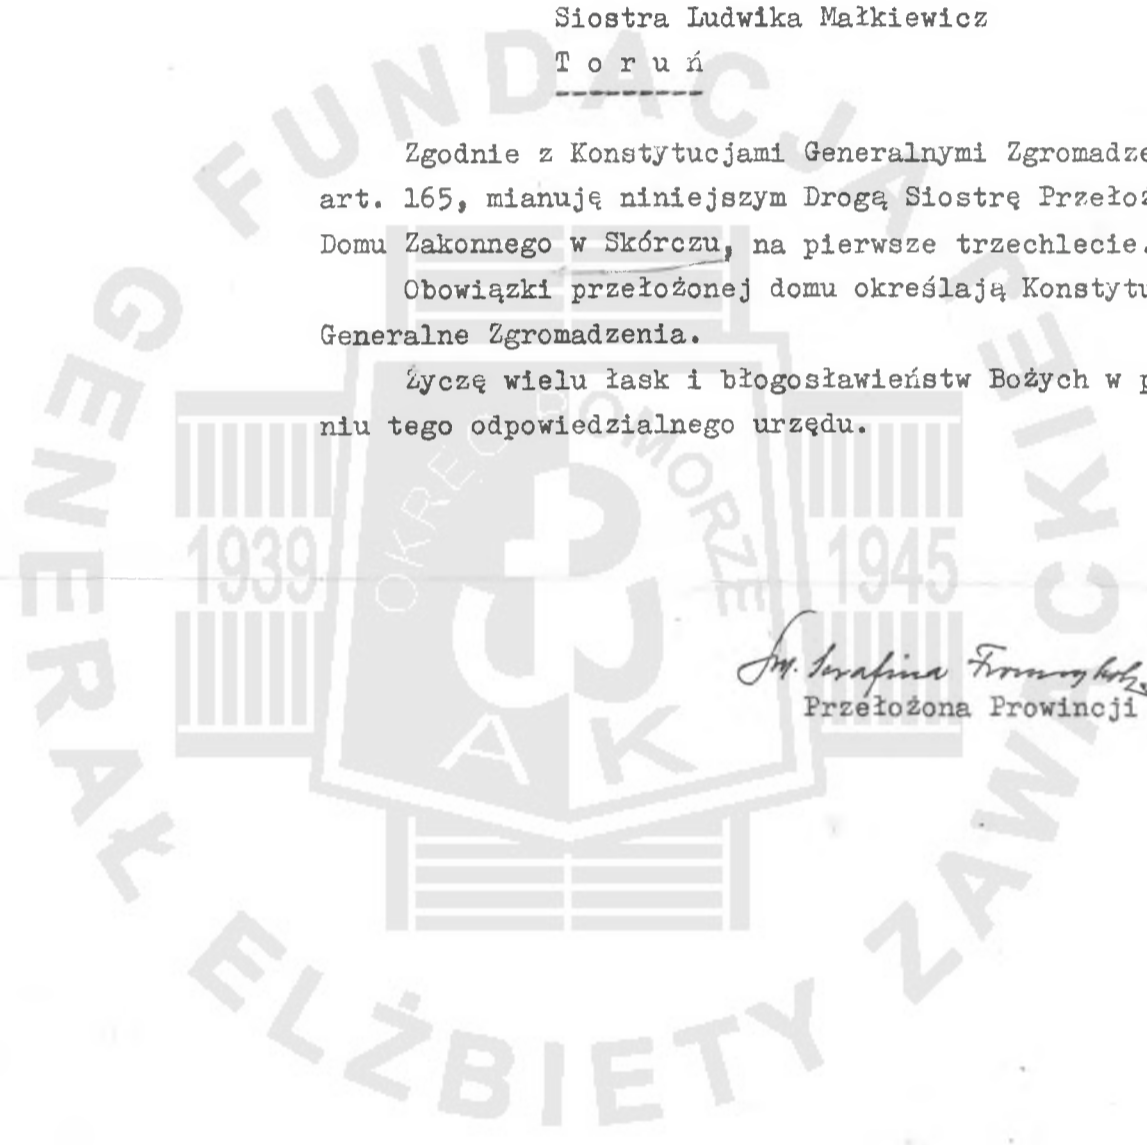 Siostra Ludwika Małkiewicz
T o r u ń
Zgodnie z Konstytucjami Generalnymi Zgromadze
art. 165, mianuję niniejszym Drogą Siostrę Przełoż
Domu Zakonnego w Skórczu, na pierwsze trzechlecie.
Obowiązki przełożonej domu określają Konstytu
Generalne Zgromadzenia.
Życzę wielu łask i błogosławieństw Bożych w p
niu tego odpowiedzialnego urzędu.
Serafina
Przełożona Prowincji
FUNDACJA
GENERAŁ ELŻBIETY ZAWACKIEJ
OKRĘG POMORZE
1939
1945
AK